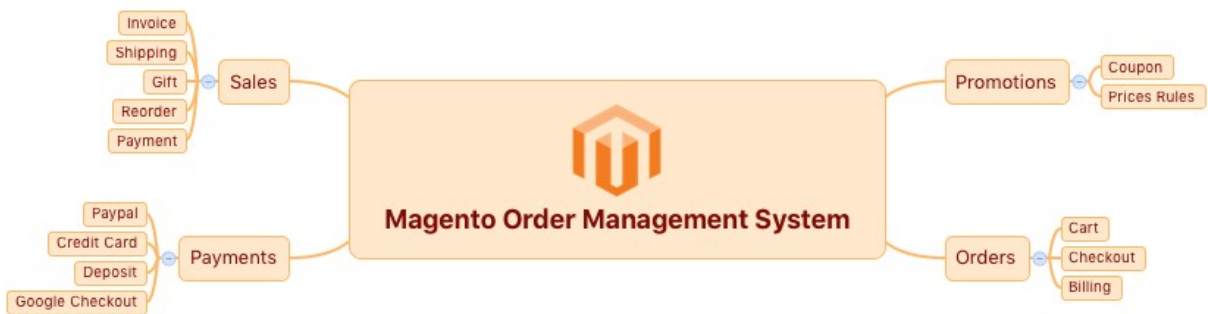 Invoice
Shipping
Gift
Reorder
Payment
Sales
Paypal
Credit Card
Deposit
Google Checkout
Payments
Magento Order Management System
Promotions
Coupon
Prices Rules
Orders
Cart
Checkout
Billing